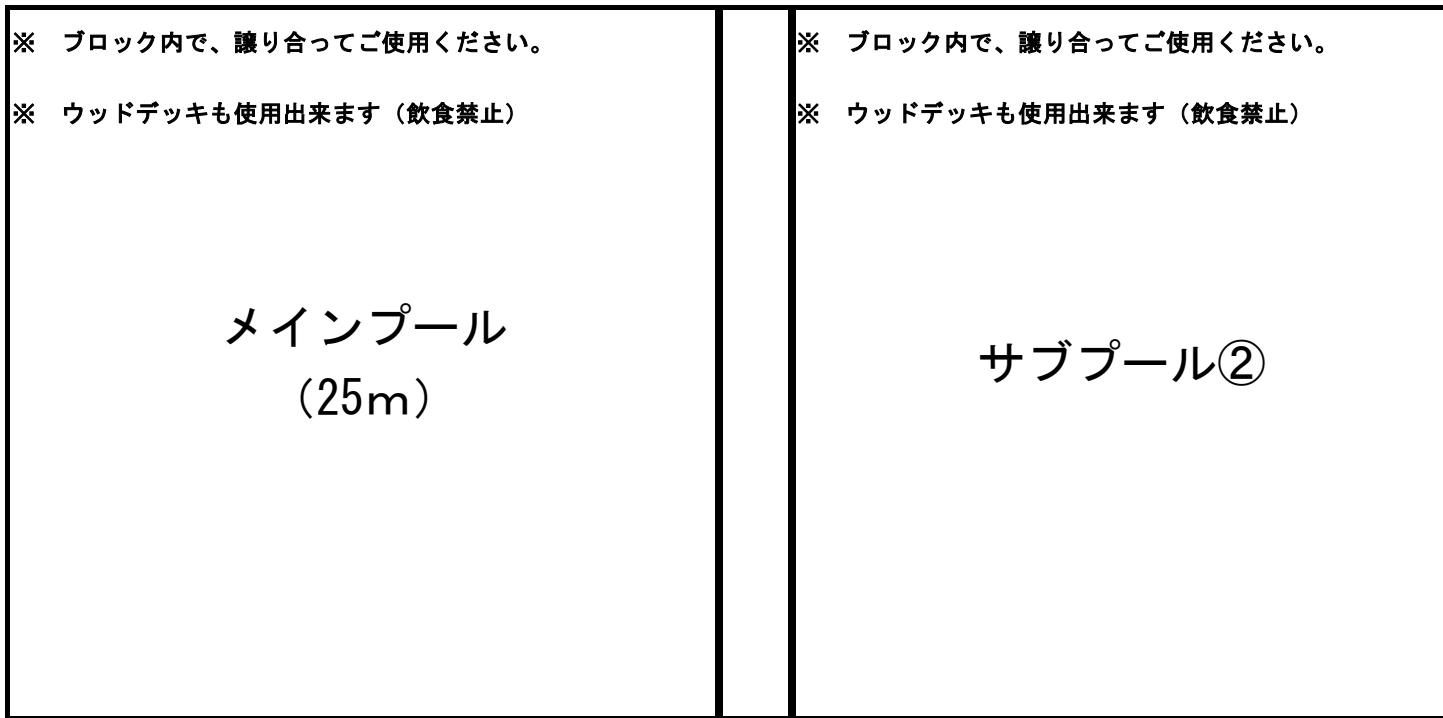 ※　ブロック内で、譲り合ってご使用ください。
※　ウッドデッキも使用出来ます（飲食禁止）
メインプール
（25ｍ）
※　ブロック内で、譲り合ってご使用ください。
※　ウッドデッキも使用出来ます（飲食禁止）
サブプール②